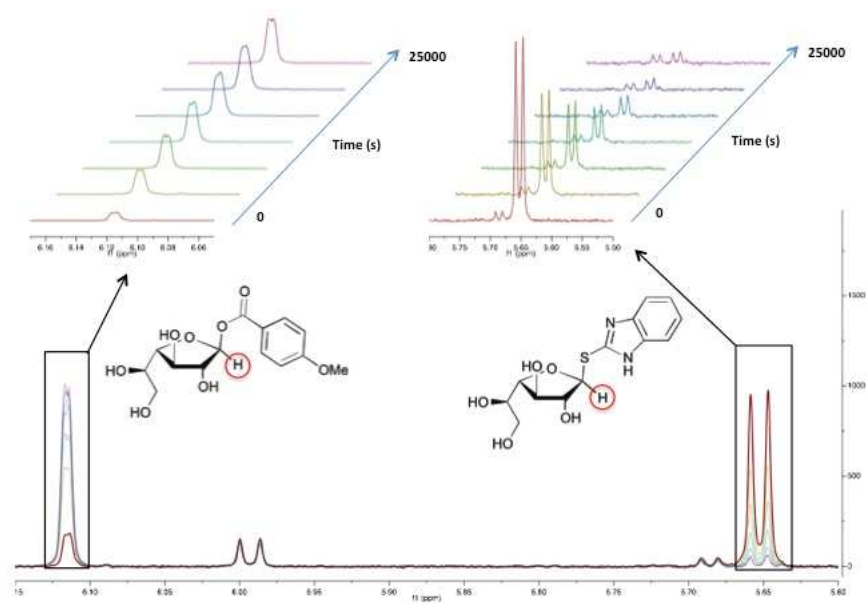 25000
Time (s)
0
6.16
6.14
6.12
6.10
6.08
6.06
f1 (ppm)
25000
Time (s)
0
5.75
5.70
5.65
5.60
5.55
5.50
f1 (ppm)
O
O
HO
O
H
OMe
HO
OH
HO
N
S
N
H
HO
O
H
HO
OH
HO
1500
1000
500
0
6.10
6.05
6.00
5.95
5.90
5.85
5.80
5.75
5.70
5.65
f1 (ppm)